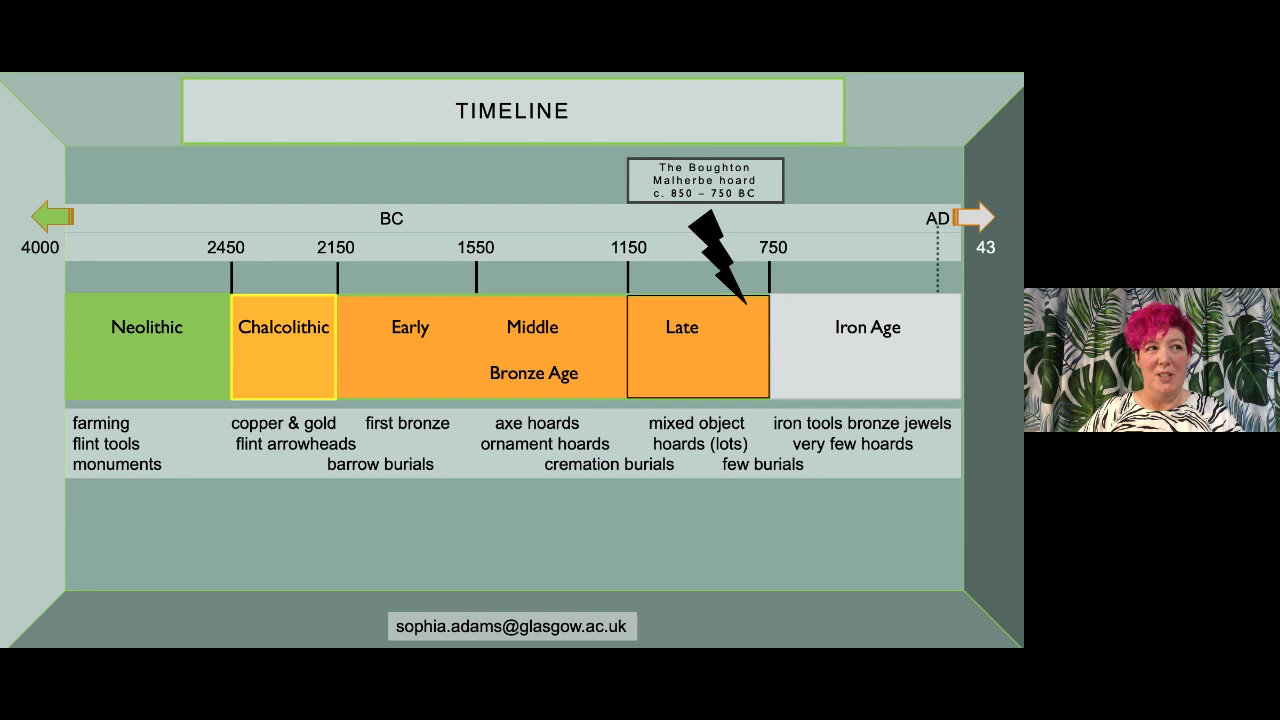 TIMELINE
The Boughton
Malherbe hoard
c. 850 – 750 BC
BC AD
4000 2450 2150 1550 1150 750 43
Neolithic Chalcolithic Early Middle Late Iron Age
Bronze Age
farming copper & gold first bronze axe hoards mixed object iron tools bronze jewels
flint tools flint arrowheads ornament hoards hoards (lots) very few hoards
monuments barrow burials cremation burials few burials
sophia.adams@glasgow.ac.uk